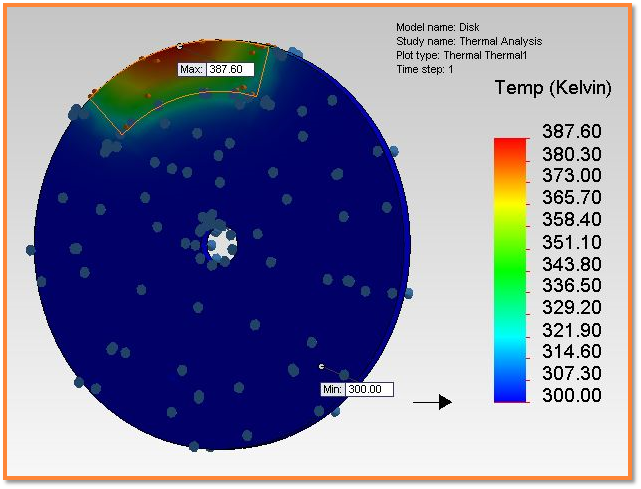 Model name: Disk
Study name: Thermal Analysis
Plot type: Thermal Thermal1
Time step: 1
Max: 387.60
Temp (Kelvin)
387.60
380.30
373.00
365.70
358.40
351.10
343.80
336.50
329.20
321.90
314.60
307.30
300.00
Min: 300.00